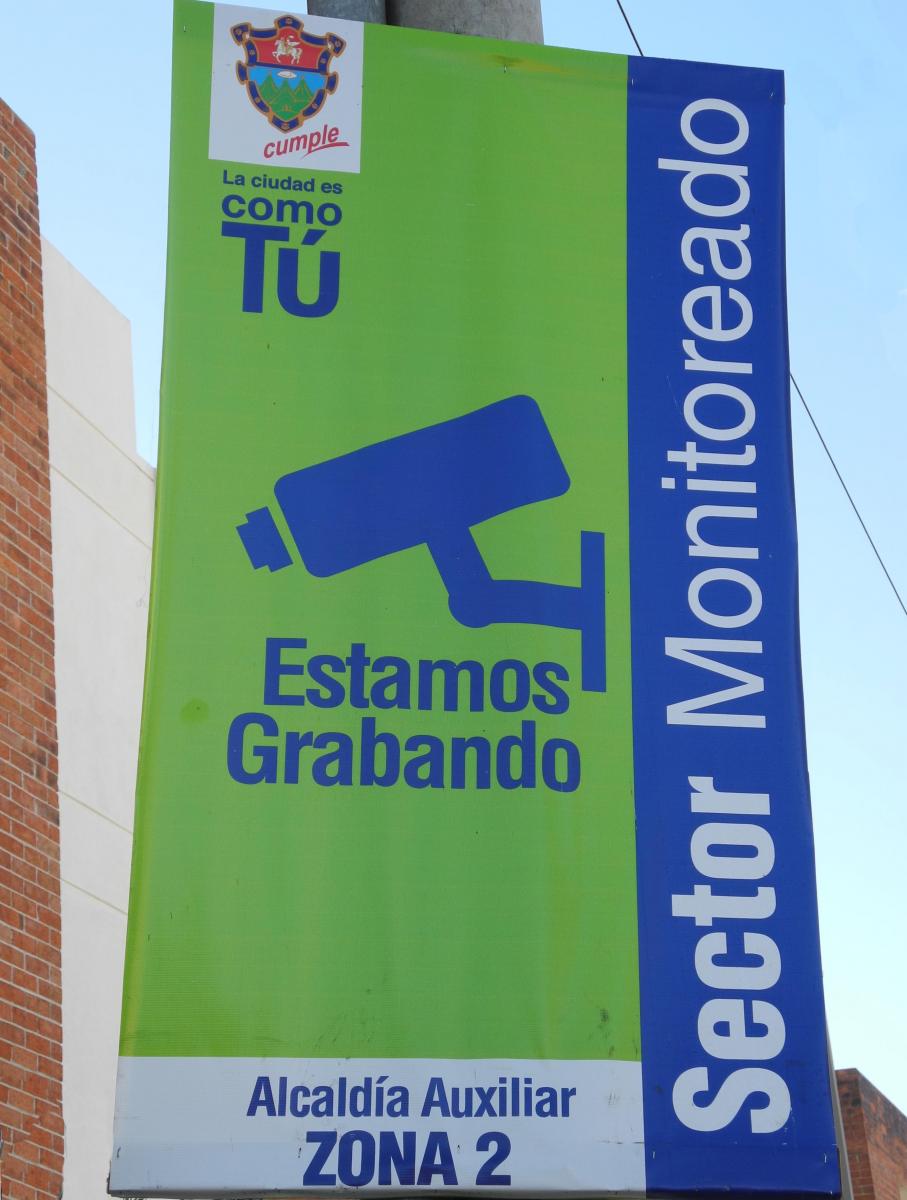 cumple
La ciudad es
como
Tú
Estamos
Grabando
Sector Monitoreado
Alcaldía Auxiliar
ZONA 2